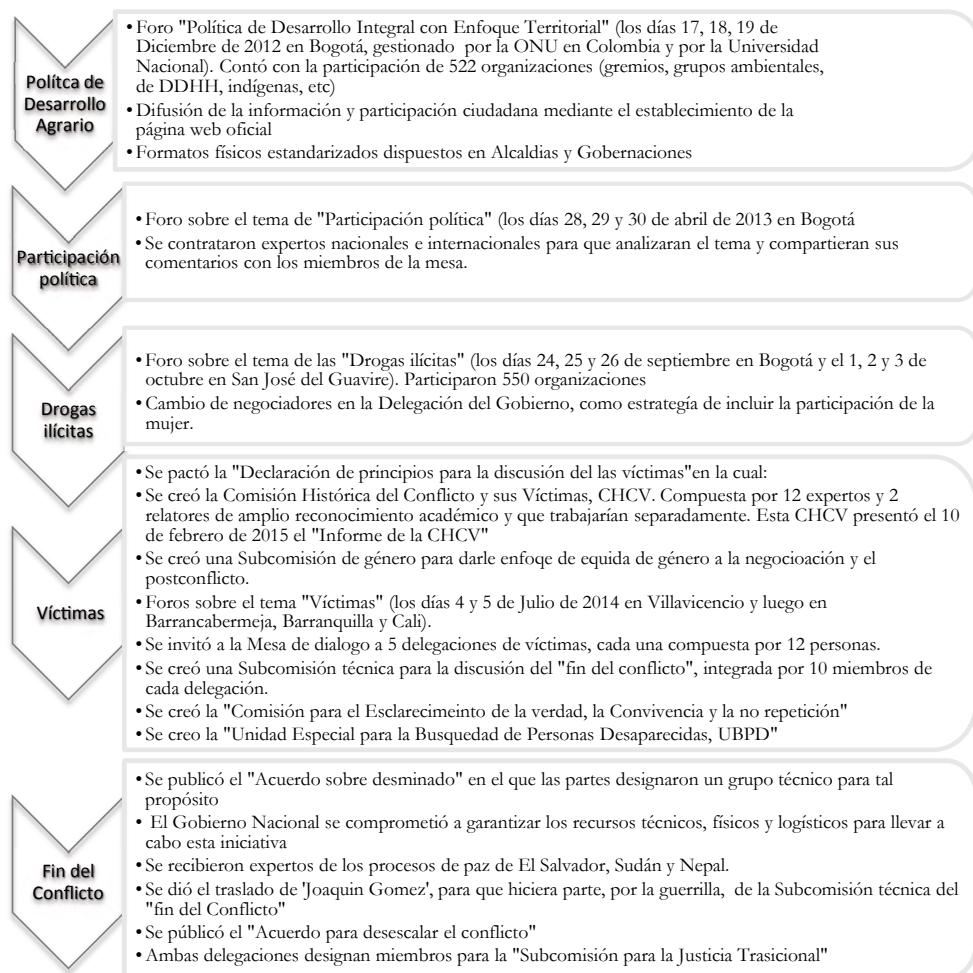 Polítca de
Desarrollo
Agrario
• Foro "Política de Desarrollo Integral con Enfoque Territorial" (los días 17, 18, 19 de
Diciembre de 2012 en Bogotá, gestionado por la ONU en Colombia y por la Universidad
Nacional). Contó con la participación de 522 organizaciones (gremios, grupos ambientales,
de DDHH, indígenas, etc)
• Difusión de la información y participación ciudadana mediante el establecimiento de la
página web oficial
• Formatos físicos estandarizados dispuestos en Alcaldias y Gobernaciones
Participación
política
• Foro sobre el tema de "Participación política" (los días 28, 29 y 30 de abril de 2013 en Bogotá
• Se contrataron expertos nacionales e internacionales para que analizaran el tema y compartieran sus
comentarios con los miembros de la mesa.
Drogas
ilícitas
• Foro sobre el tema de las "Drogas ilícitas" (los días 24, 25 y 26 de septiembre en Bogotá y el 1, 2 y 3 de
octubre en San José del Guavire). Participaron 550 organizaciones
• Cambio de negociadores en la Delegación del Gobierno, como estrategía de incluir la participación de la
mujer.
Víctimas
• Se pactó la "Declaración de principios para la discusión del las víctimas"en la cual:
• Se creó la Comisión Histórica del Conflicto y sus Víctimas, CHCV. Compuesta por 12 expertos y 2
relatores de amplio reconocimiento académico y que trabajarían separadamente. Esta CHCV presentó el 10
de febrero de 2015 el "Informe de la CHCV"
• Se creó una Subcomisión de género para darle enfoqe de equida de género a la negocioación y el
postconflicto.
• Foros sobre el tema "Víctimas" (los días 4 y 5 de Julio de 2014 en Villavicencio y luego en
Barrancabermeja, Barranquilla y Cali).
• Se invitó a la Mesa de dialogo a 5 delegaciones de víctimas, cada una compuesta por 12 personas.
• Se creó una Subcomisión técnica para la discusión del "fin del conflicto", integrada por 10 miembros de
cada delegación.
• Se creó la "Comisión para el Esclarecimeinto de la verdad, la Convivencia y la no repetición"
• Se creo la "Unidad Especial para la Busquedad de Personas Desaparecidas, UBPD"
Fin del
Conflicto
• Se publicó el "Acuerdo sobre desminado" en el que las partes designaron un grupo técnico para tal
propósito
• El Gobierno Nacional se comprometió a garantizar los recursos técnicos, físicos y logísticos para llevar a
cabo esta iniciativa
• Se recibieron expertos de los procesos de paz de El Salvador, Sudán y Nepal.
• Se dió el traslado de 'Joaquin Gomez', para que hiciera parte, por la guerrilla, de la Subcomisión técnica del
"fin del Conflicto"
• Se públicó el "Acuerdo para desescalar el conflicto"
• Ambas delegaciones designan miembros para la "Subcomisión para la Justicia Trasicional"